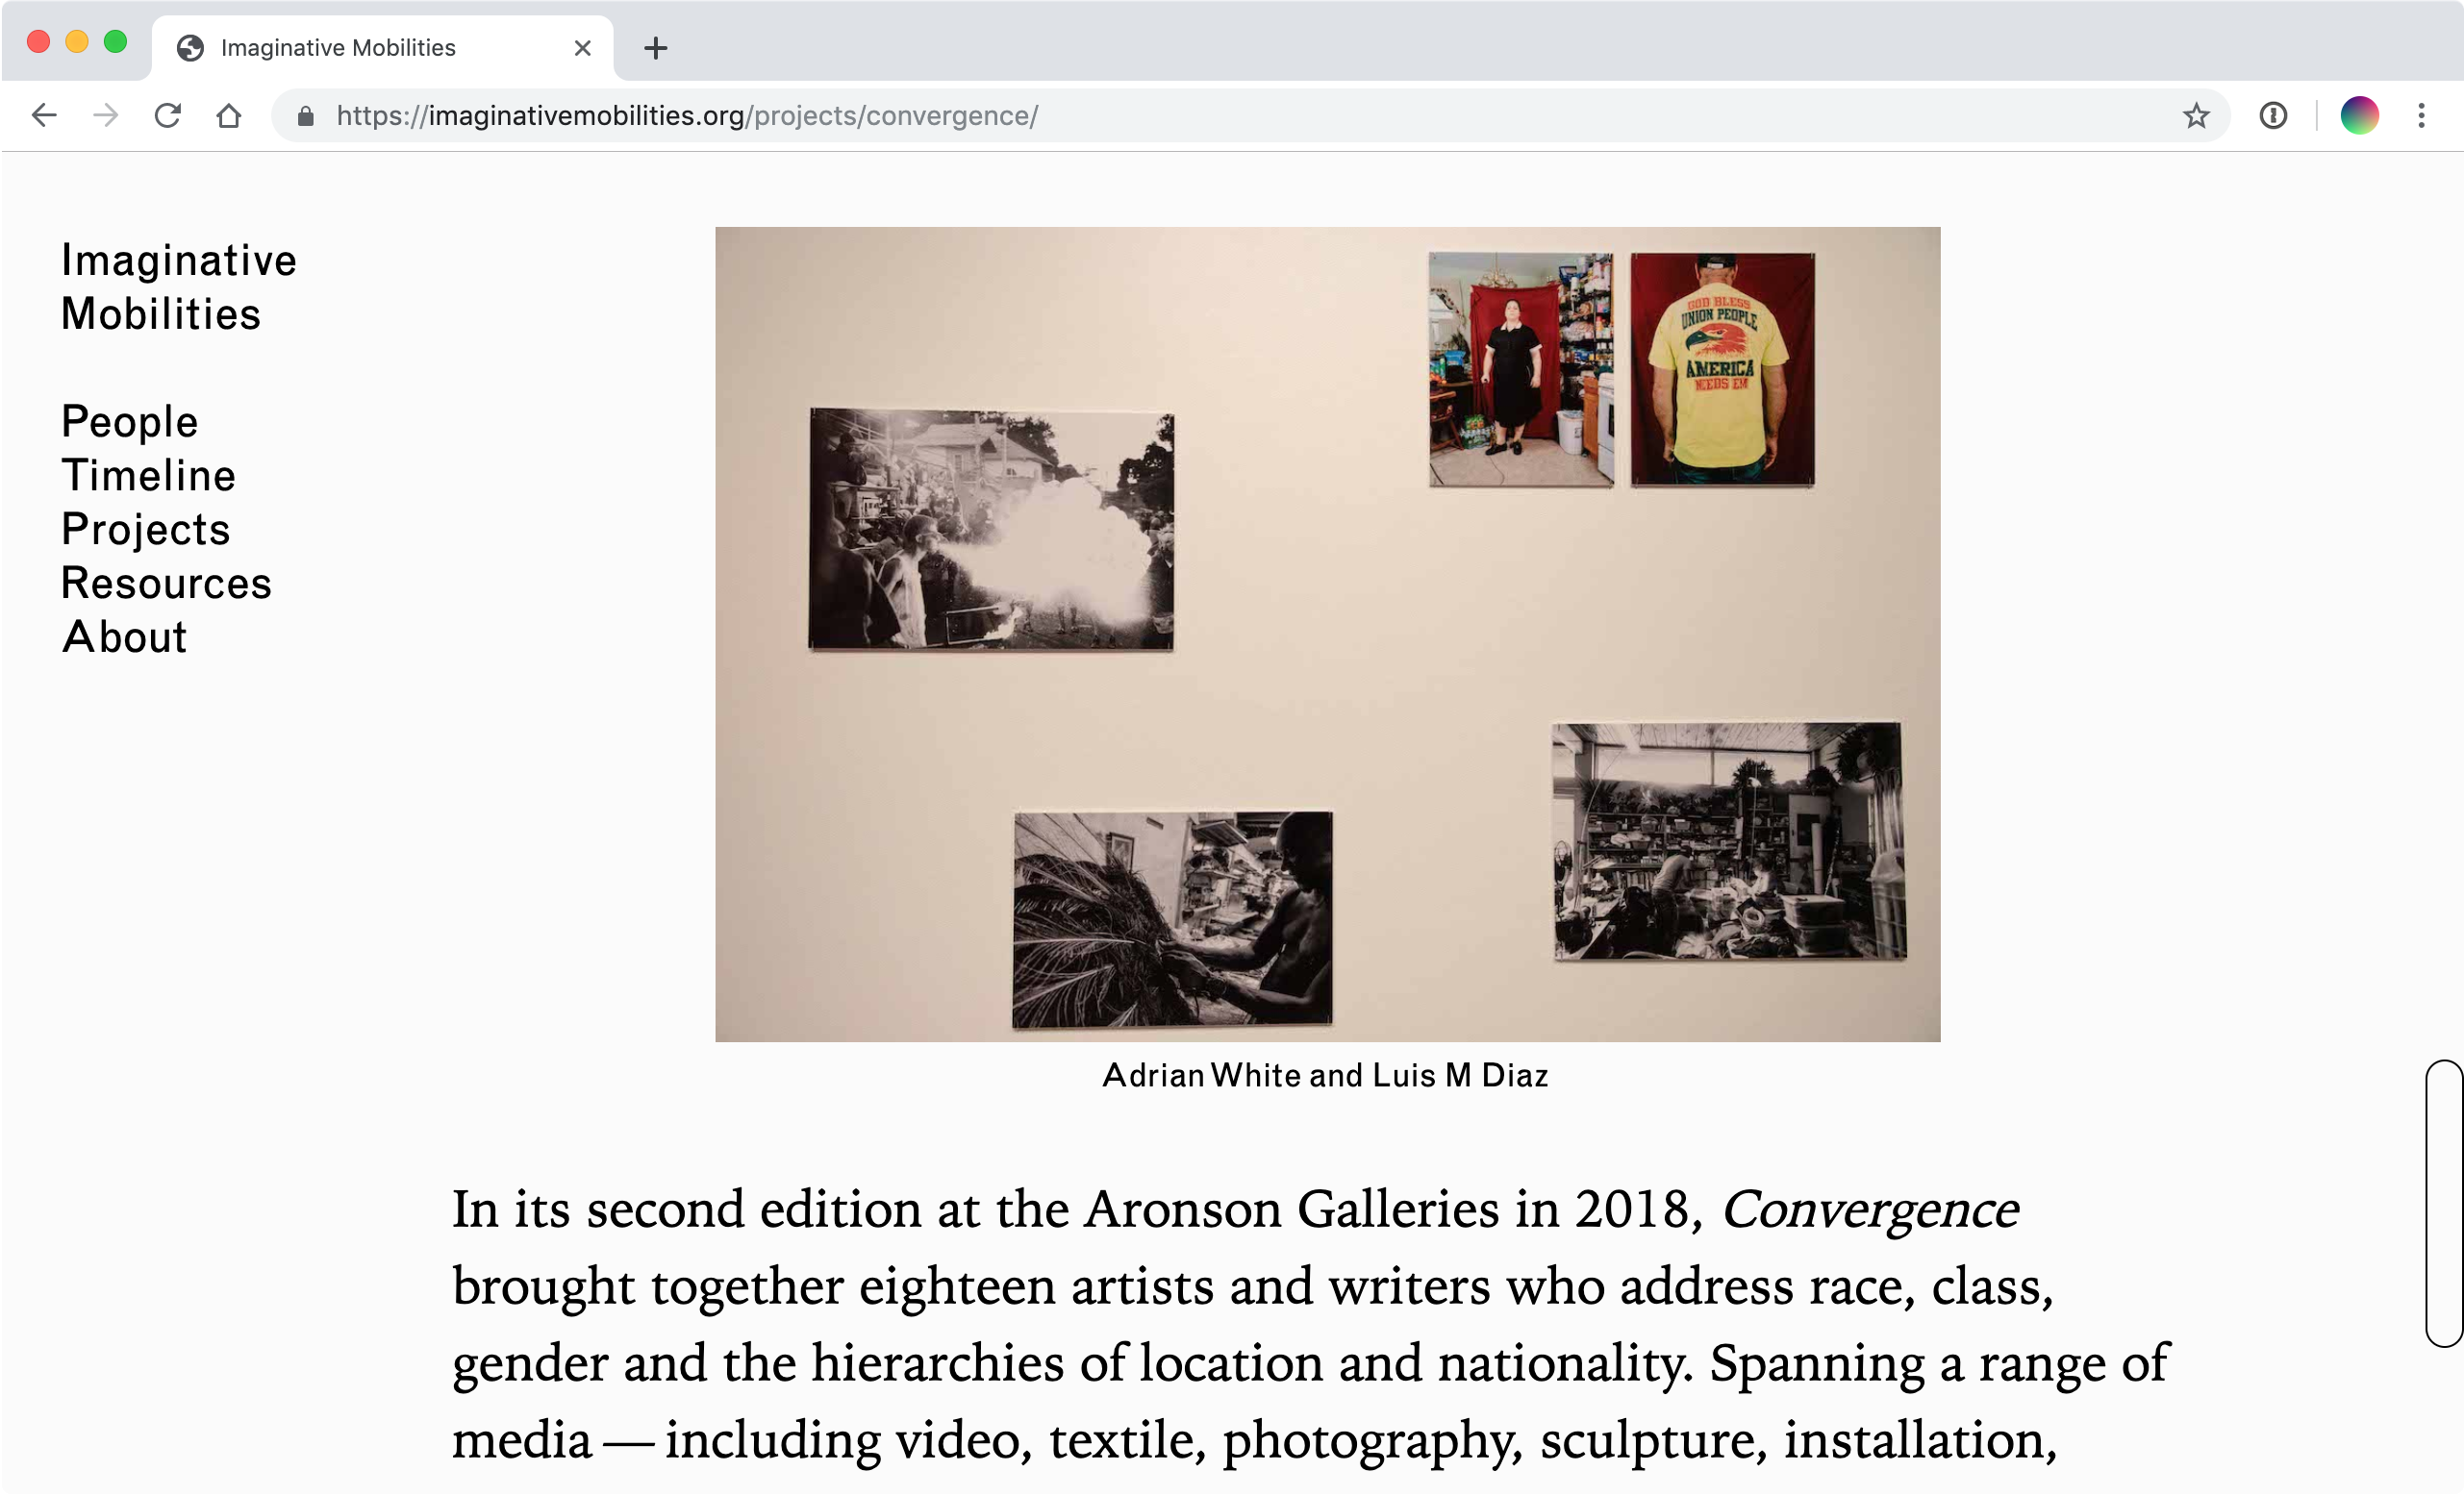 Imaginative Mobilities
https://imaginativemobilities.org/projects/convergence/
Imaginative
Mobilities
People
Timeline
Projects
Resources
About
GOD BLESS
UNION PEOPLE
AMERICA
NEEDS EM
Adrian White and Luis M Diaz
In its second edition at the Aronson Galleries in 2018, Convergence
brought together eighteen artists and writers who address race, class,
gender and the hierarchies of location and nationality. Spanning a range of
media — including video, textile, photography, sculpture, installation,